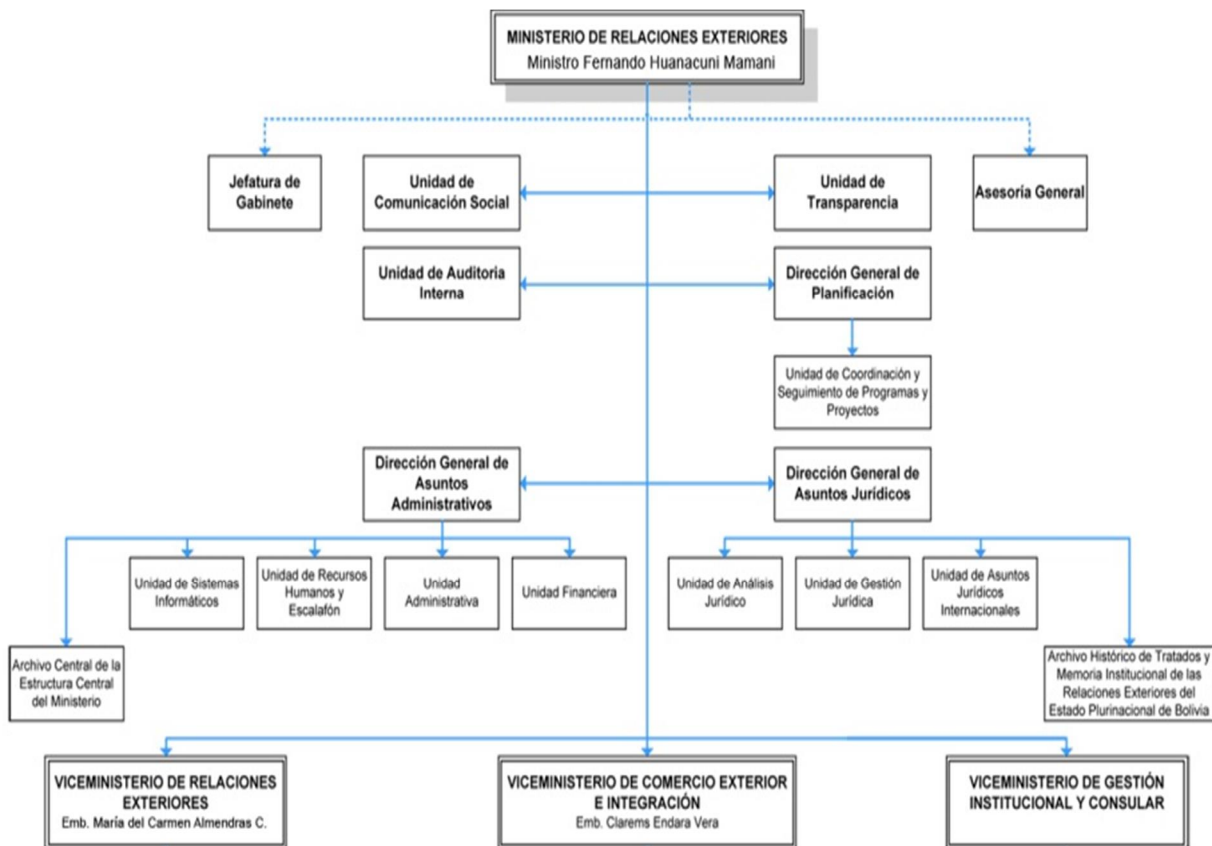 MINISTERIO DE RELACIONES EXTERIORES
Ministro Fernando Huanacuni Mamani
Jefatura de
Gabinete
Unidad de
Comunicación Social
Unidad de
Transparencia
Asesoría General
Unidad de Auditoria
Interna
Dirección General de
Planificación
Unidad de Coordinación y
Seguimiento de Programas y
Proyectos
Dirección General de
Asuntos
Administrativos
Dirección General de
Asuntos Jurídicos
Unidad de Sistemas
Informáticos
Unidad de Recursos
Humanos y
Escalafón
Unidad
Administrativa
Unidad Financiera
Unidad de Análisis
Jurídico
Unidad de Gestión
Jurídica
Unidad de Asuntos
Jurídicos
Internacionales
Archivo Central de la
Estructura Central
del Ministerio
Archivo Histórico de Tratados y
Memoria Institucional de las
Relaciones Exteriores del
Estado Plurinacional de Bolivia
VICEMINISTERIO DE RELACIONES
EXTERIORES
Emb. María del Carmen Almendras C.
VICEMINISTERIO DE COMERCIO EXTERIOR
E INTEGRACIÓN
Emb. Clarems Endara Vera
VICEMINISTERIO DE GESTIÓN
INSTITUCIONAL Y CONSULAR